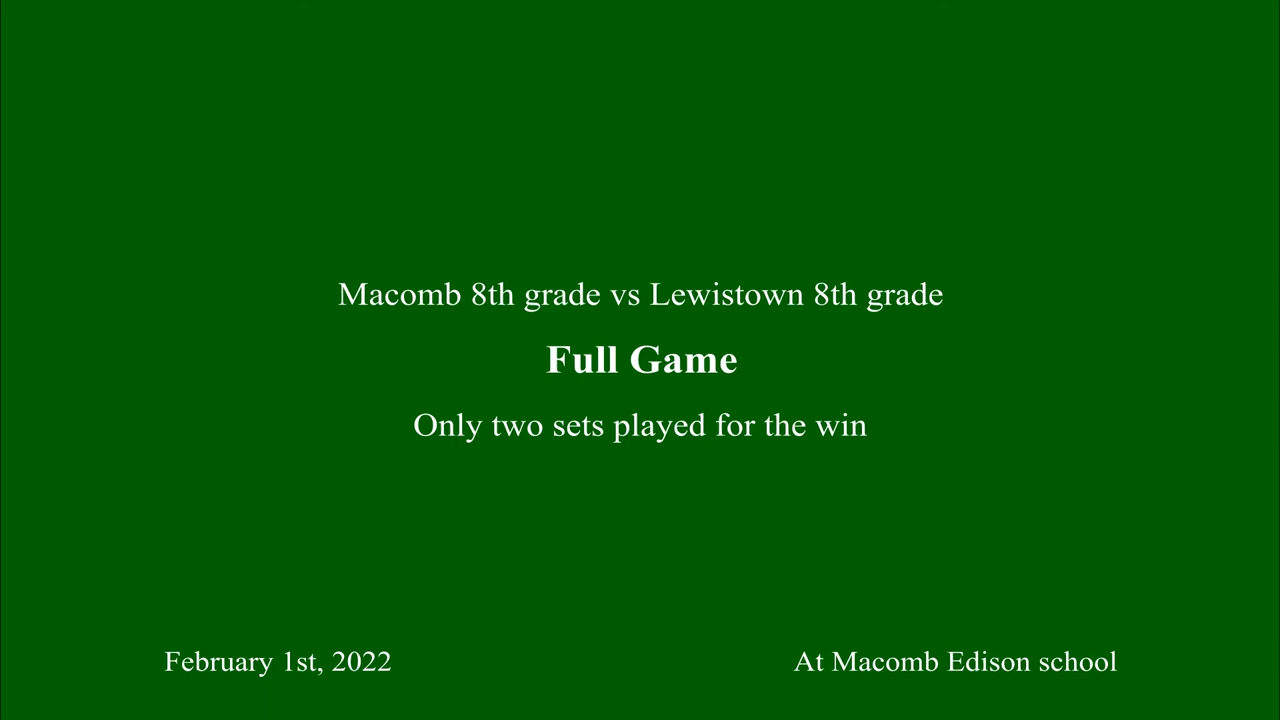 Macomb 8th grade vs Lewistown 8th grade
Full Game
Only two sets played for the win
February 1st, 2022
At Macomb Edison school